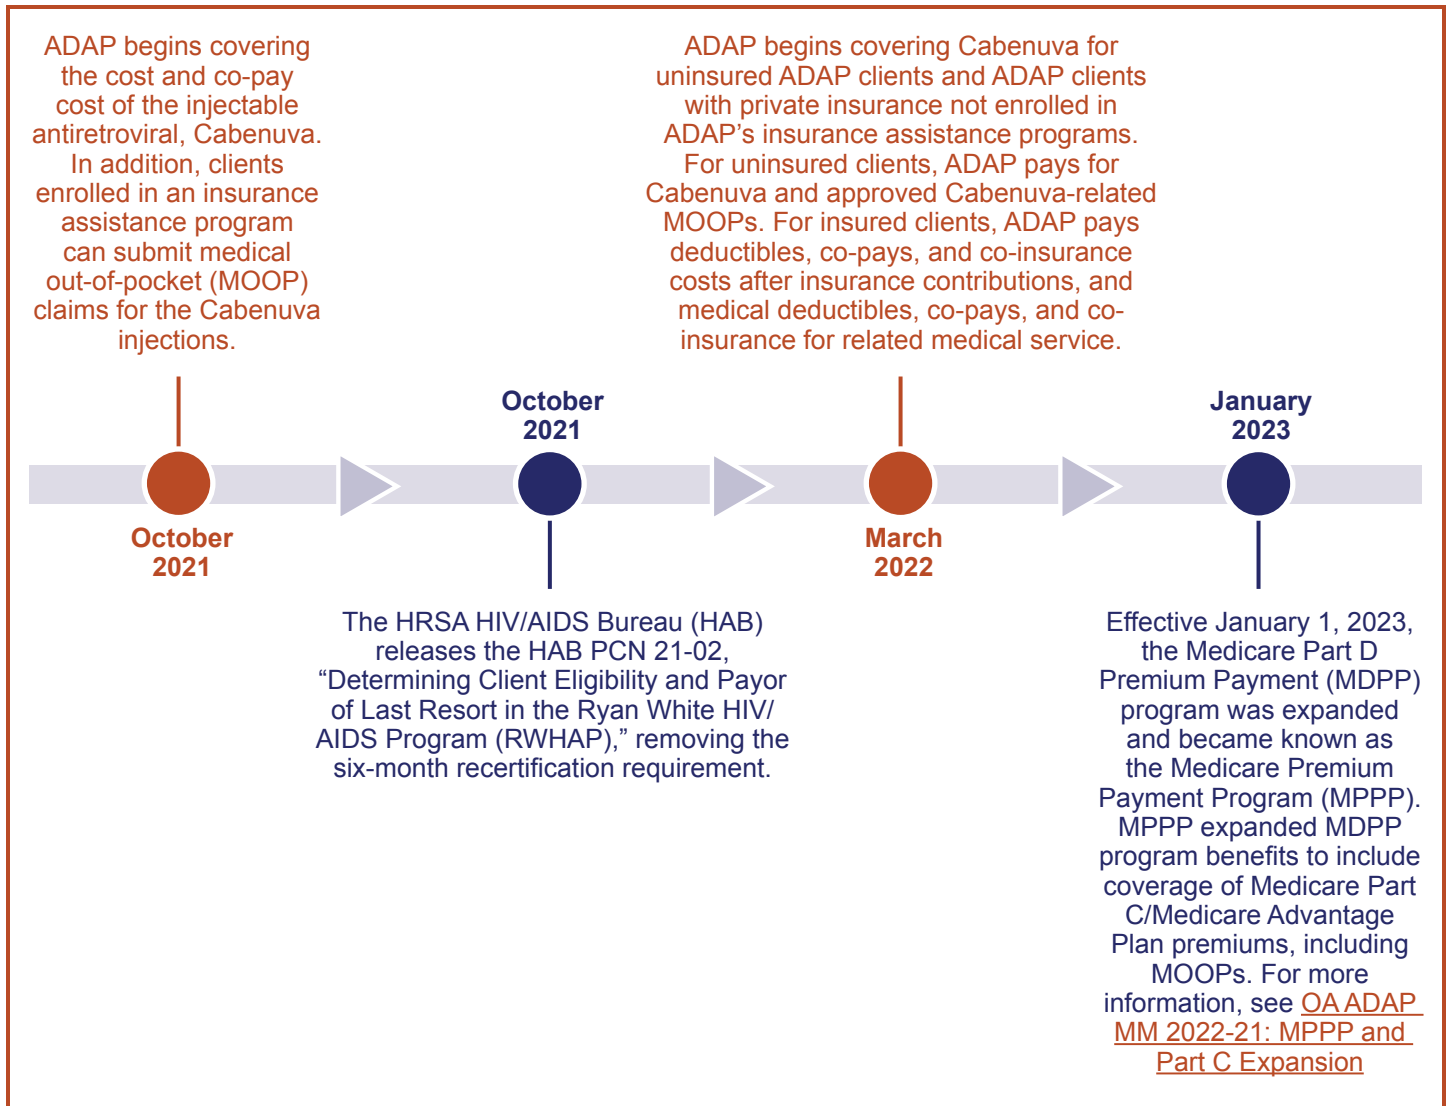 ADAP begins covering
the cost and co-pay
cost of the injectable
antiretroviral, Cabenuva.
In addition, clients
enrolled in an insurance
assistance program
can submit medical
out-of-pocket (MOOP)
claims for the Cabenuva
injections.
October
2021
October
2021
The HRSA HIV/AIDS Bureau (HAB)
releases the HAB PCN 21-02,
“Determining Client Eligibility and Payor
of Last Resort in the Ryan White HIV/
AIDS Program (RWHAP),” removing the
six-month recertification requirement.
ADAP begins covering Cabenuva for
uninsured ADAP clients and ADAP clients
with private insurance not enrolled in
ADAP’s insurance assistance programs.
For uninsured clients, ADAP pays for
Cabenuva and approved Cabenuva-related
MOOPs. For insured clients, ADAP pays
deductibles, co-pays, and co-insurance
costs after insurance contributions, and
medical deductibles, co-pays, and co-
insurance for related medical service.
March
2022
January
2023
Effective January 1, 2023,
the Medicare Part D
Premium Payment (MDPP)
program was expanded
and became known as
the Medicare Premium
Payment Program (MPPP).
MPPP expanded MDPP
program benefits to include
coverage of Medicare Part
C/Medicare Advantage
Plan premiums, including
MOOPs. For more
information, see OA ADAP
MM 2022-21: MPPP and
Part C Expansion